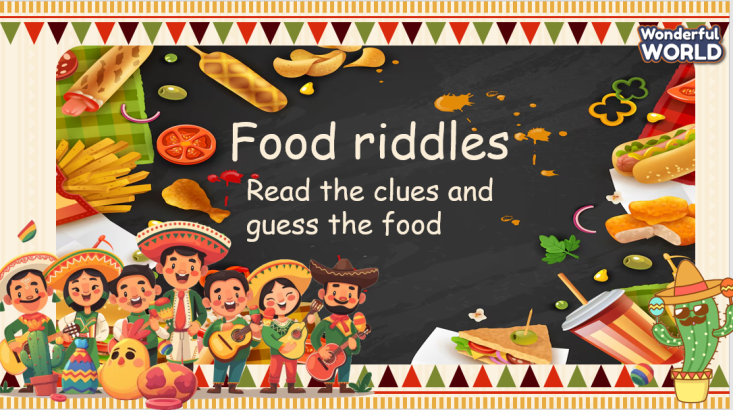 Wonderful
WORLD
Food riddles
Read the clues and
guess the food